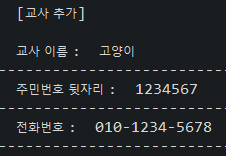 [교사 추가]
교사 이름 : 고양이
주민번호 뒷자리 : 1234567
전화번호 : 010-1234-5678